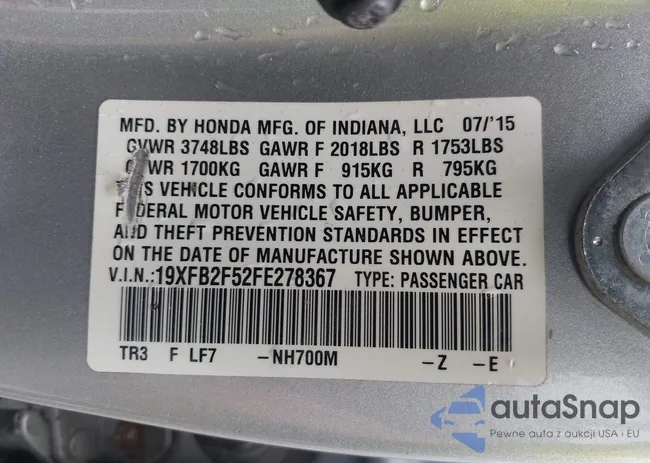 MFD. BY HONDA MFG. OF INDIANA, LLC 07/'15
GVWR 3748LBS GAWR F 2018LBS R 1753LBS
GVWR 1700KG GAWR F 915KG R 795KG
THIS VEHICLE CONFORMS TO ALL APPLICABLE
FEDERAL MOTOR VEHICLE SAFETY, BUMPER,
AND THEFT PREVENTION STANDARDS IN EFFECT
ON THE DATE OF MANUFACTURE SHOWN ABOVE.
V.I.N.:19XFB2F52FE278367 TYPE: PASSENGER CAR
TR3 F LF7 -NH700M -Z -E
autaSnap
Pewne auta z aukcji USA i EU